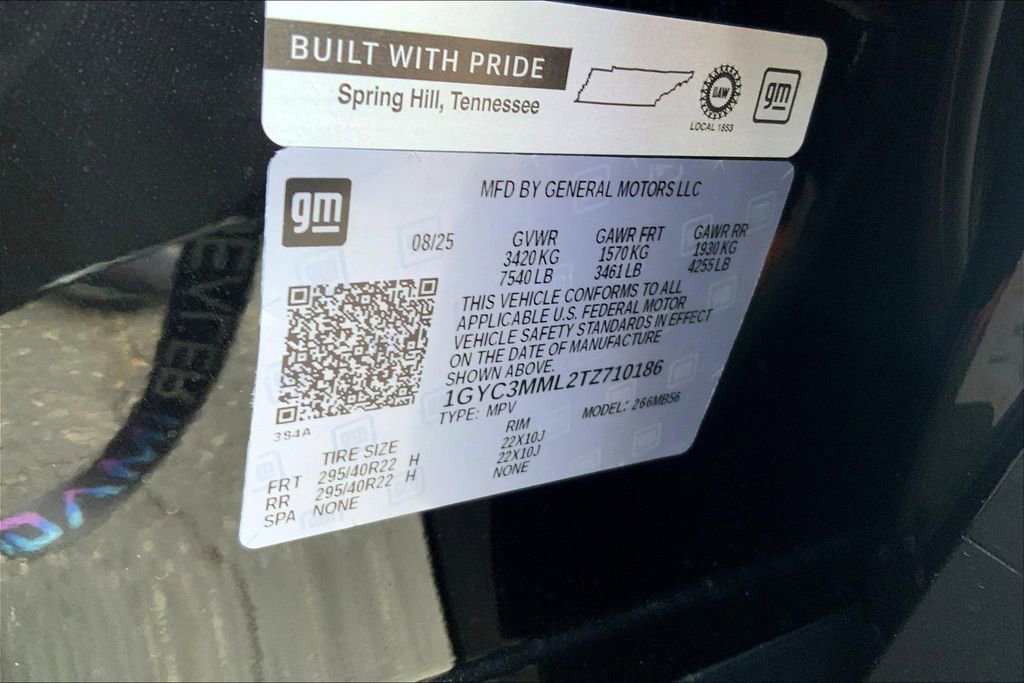 BUILT WITH PRIDE
Spring Hill, Tennessee
UAW
LOCAL 1853
gm
gm
MFD BY GENERAL MOTORS LLC
08/25
GVWR
3420 KG
7540 LB
GAWR FRT
1570 KG
3461 LB
GAWR RR
1930 KG
4255 LB
THIS VEHICLE CONFORMS TO ALL
APPLICABLE U.S. FEDERAL MOTOR
VEHICLE SAFETY STANDARDS IN EFFECT
ON THE DATE OF MANUFACTURE
SHOWN ABOVE.
1GYC3MML2TZ710186
TYPE: MPV MODEL: 266MB56
384A
TIRE SIZE RIM
FRT 295/40R22 H 22X10J
RR 295/40R22 H 22X10J
SPA NONE NONE